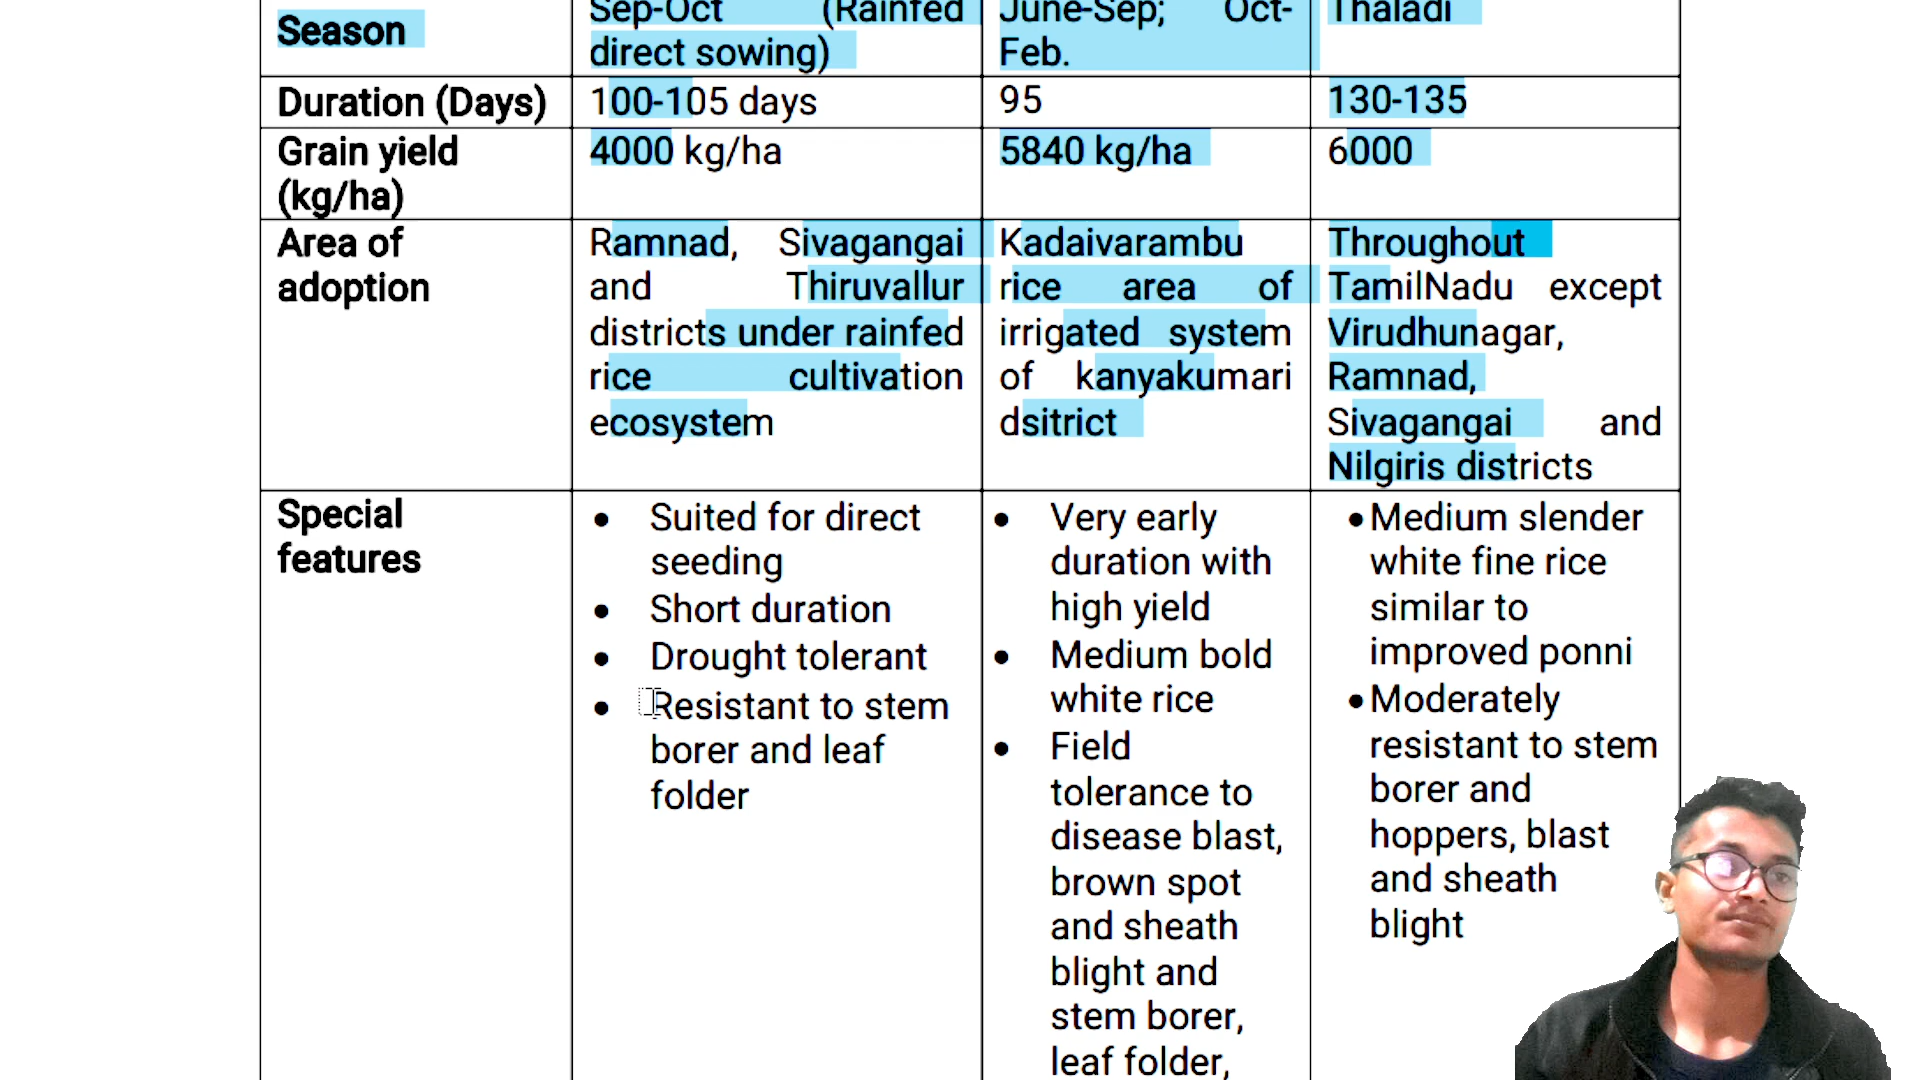 Season
Sep-Oct (Rainfed
direct sowing)
June-Sep; Oct-
Feb.
Thaladi
Duration (Days)
100-105 days
95
130-135
Grain yield
(kg/ha)
4000 kg/ha
5840 kg/ha
6000
Area of
adoption
Ramnad, Sivagangai
and Thiruvallur
districts under rainfed
rice cultivation
ecosystem
Kadaivarambu
rice area of
irrigated system
of kanyakumari
dsitrict
Throughout
TamilNadu except
Virudhunagar,
Ramnad,
Sivagangai and
Nilgiris districts
Special
features
• Suited for direct
seeding
• Short duration
• Drought tolerant
• Resistant to stem
borer and leaf
folder
• Very early
duration with
high yield
• Medium bold
white rice
• Field
tolerance to
disease blast,
brown spot
and sheath
blight and
stem borer,
leaf folder,
• Medium slender
white fine rice
similar to
improved ponni
• Moderately
resistant to stem
borer and
hoppers, blast
and sheath
blight